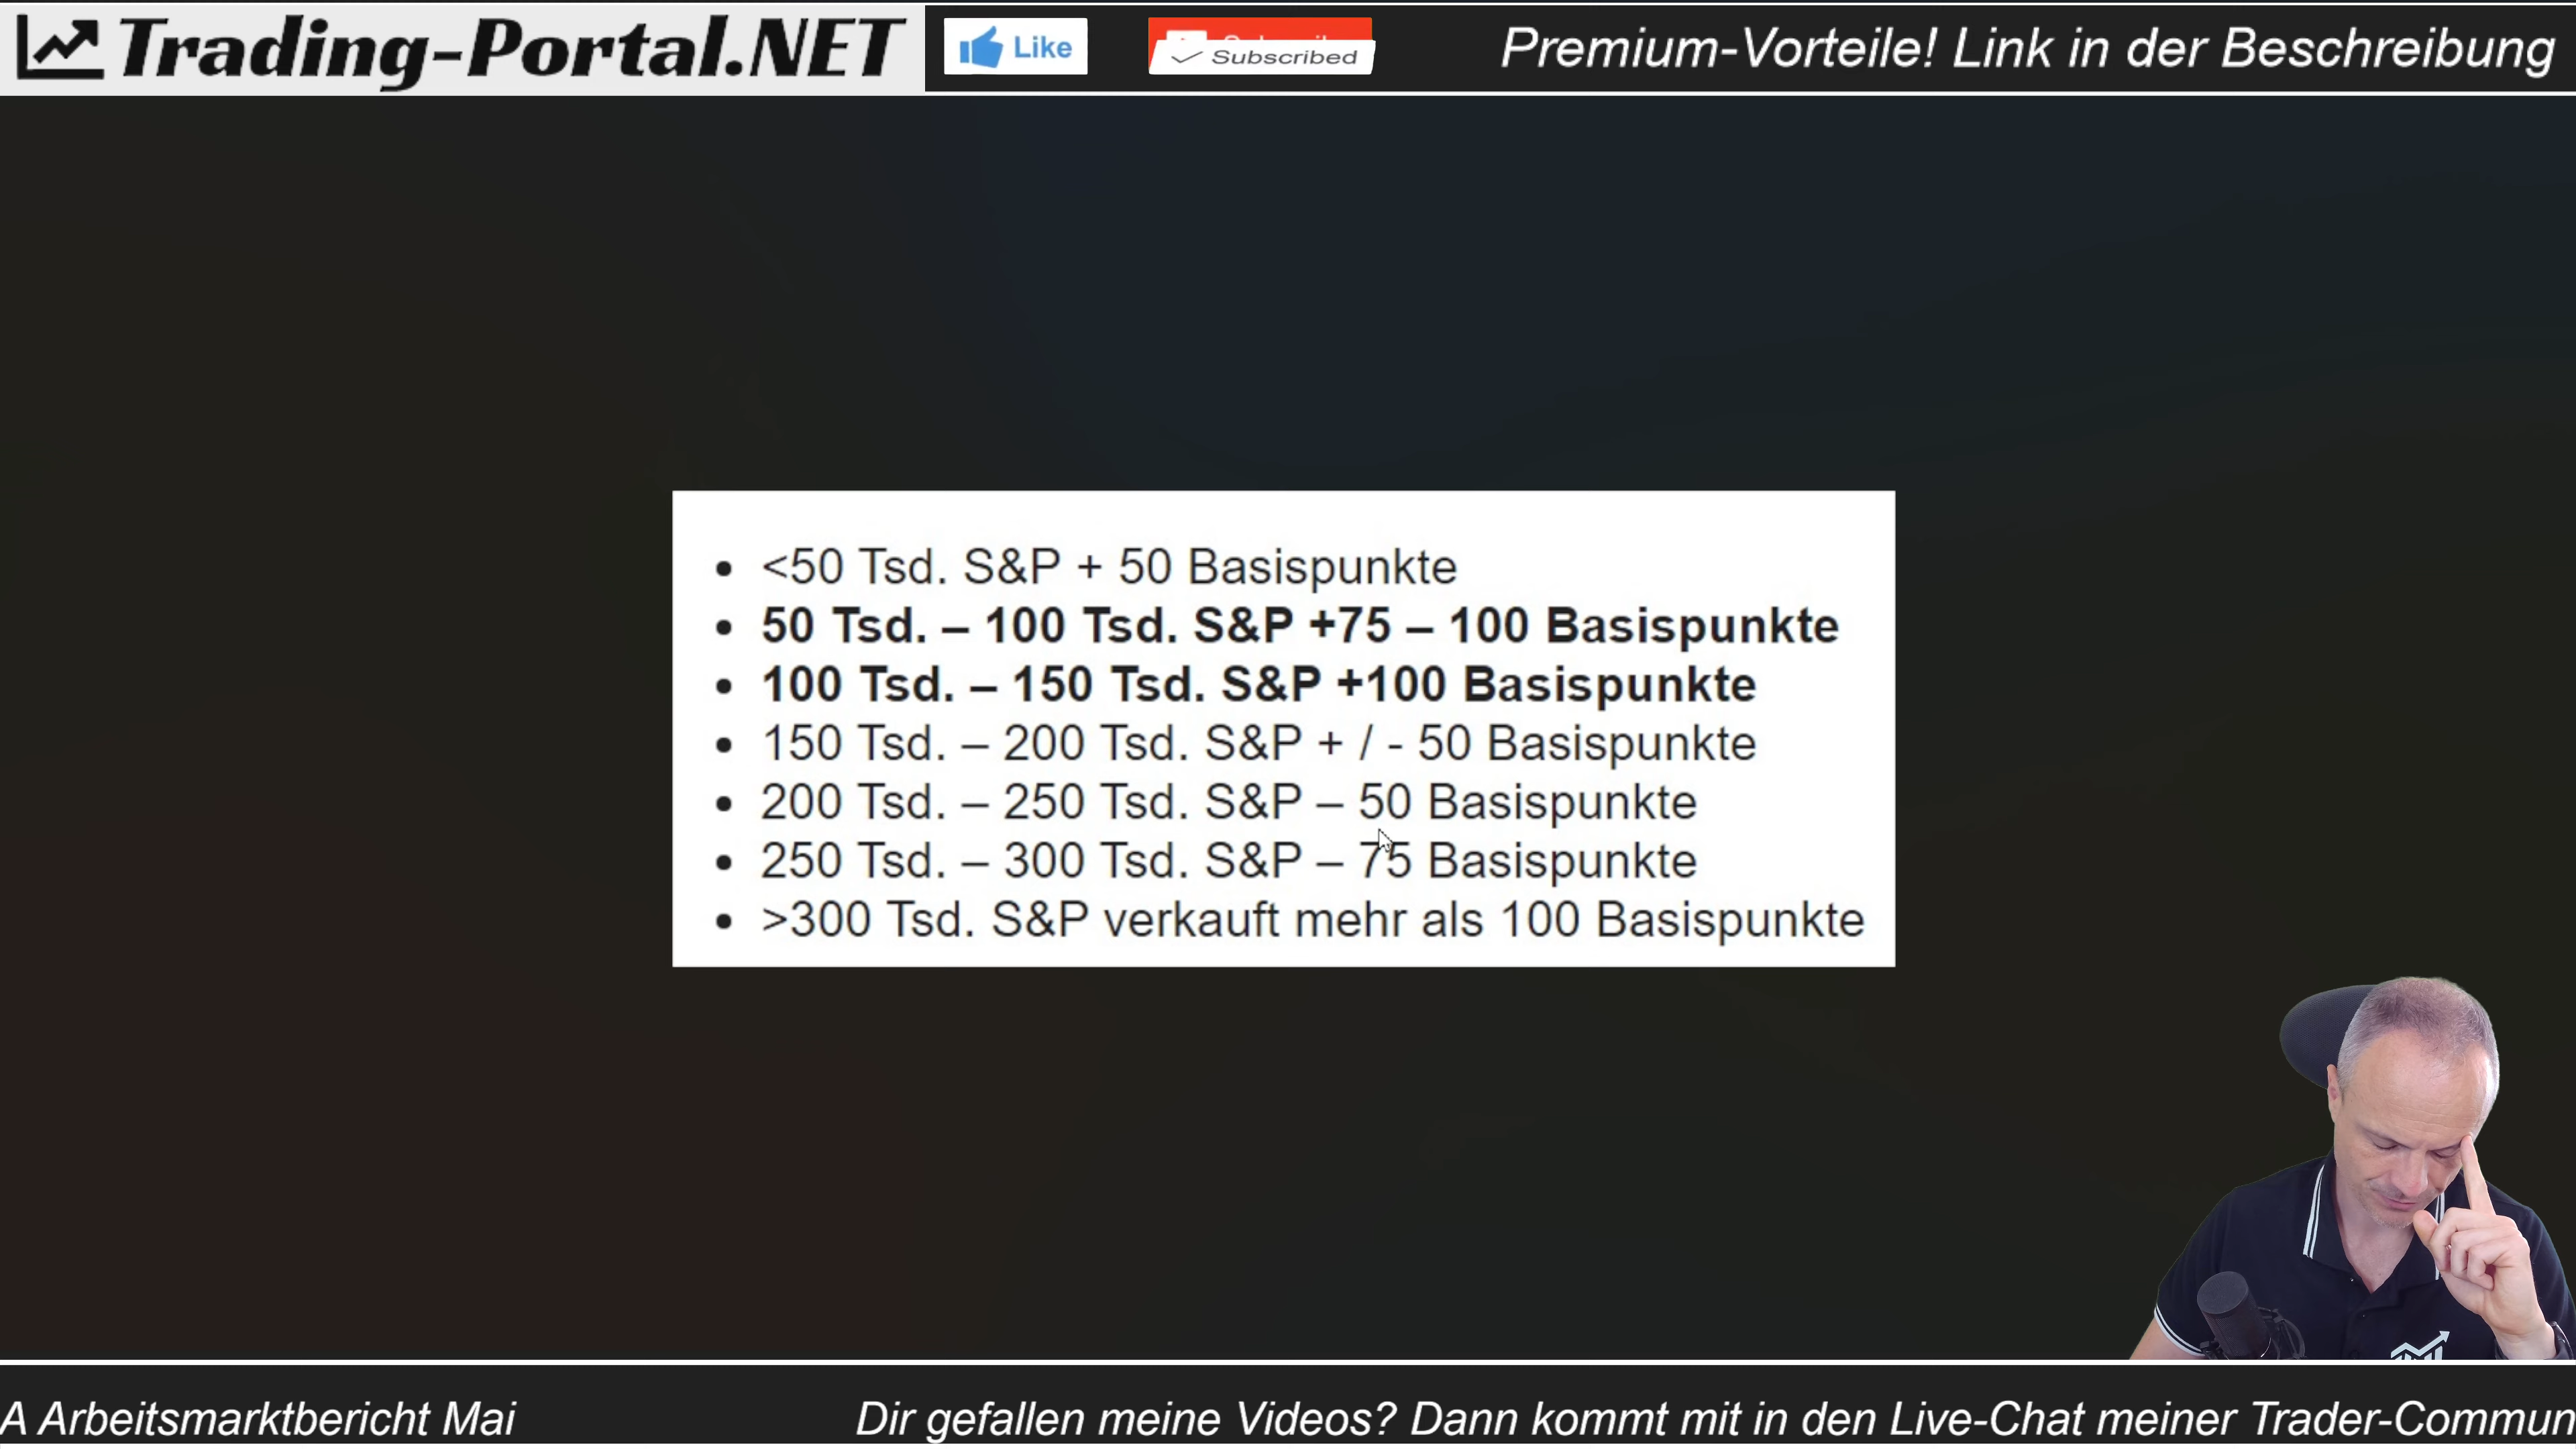 Trading-Portal.NET
Like
Subscribed
Premium-Vorteile! Link in der Beschreibung
<50 Tsd. S&P + 50 Basispunkte
50 Tsd. – 100 Tsd. S&P +75 – 100 Basispunkte
100 Tsd. – 150 Tsd. S&P +100 Basispunkte
150 Tsd. – 200 Tsd. S&P + / - 50 Basispunkte
200 Tsd. – 250 Tsd. S&P – 50 Basispunkte
250 Tsd. – 300 Tsd. S&P – 75 Basispunkte
>300 Tsd. S&P verkauft mehr als 100 Basispunkte
A Arbeitsmarktbericht Mai
Dir gefallen meine Videos? Dann kommt mit in den Live-Chat meiner Trader-Commun